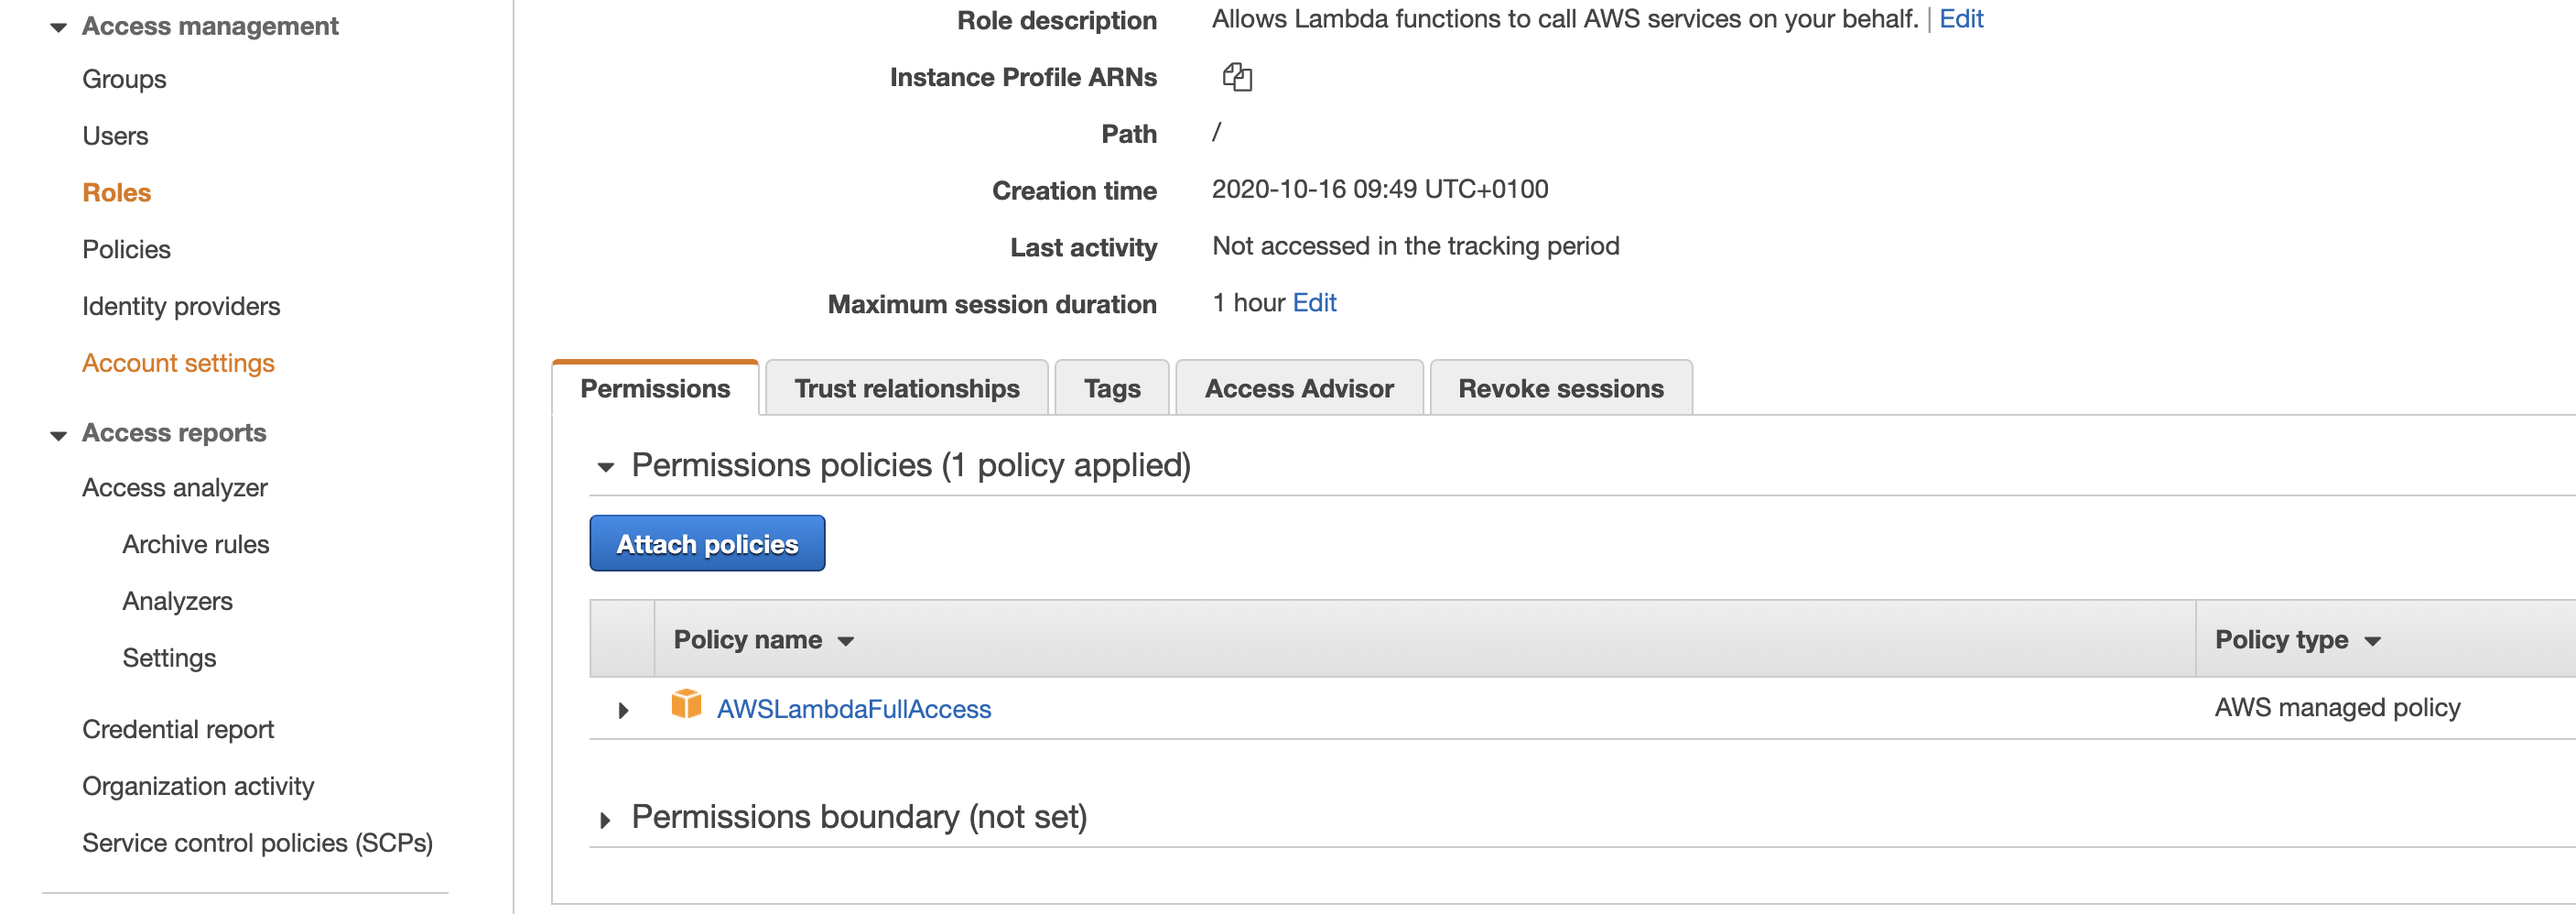 Access management
Groups
Users
Roles
Policies
Identity providers
Account settings
Access reports
Access analyzer
Archive rules
Analyzers
Settings
Credential report
Organization activity
Service control policies (SCPs)
Role description Allows Lambda functions to call AWS services on your behalf. | Edit
Instance Profile ARNs
Path /
Creation time 2020-10-16 09:49 UTC+0100
Last activity Not accessed in the tracking period
Maximum session duration 1 hour Edit
Permissions Trust relationships Tags Access Advisor Revoke sessions
Permissions policies (1 policy applied)
Attach policies
Policy name Policy type
AWSLambdaFullAccess AWS managed policy
Permissions boundary (not set)